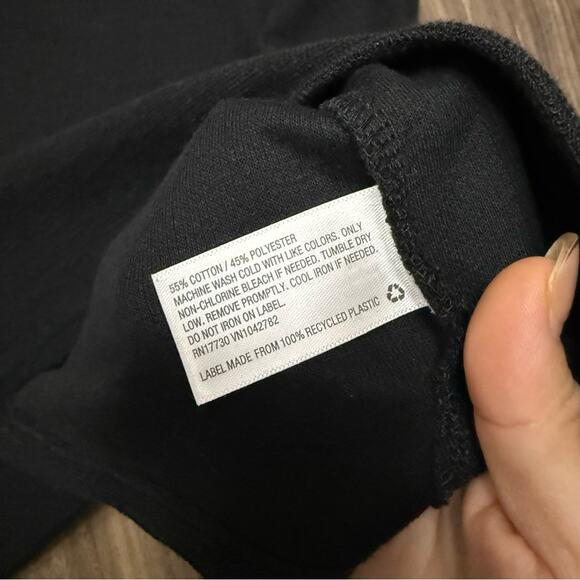 55% COTTON / 45% POLYESTER
MACHINE WASH COLD WITH LIKE COLORS. ONLY
NON-CHLORINE BLEACH IF NEEDED. TUMBLE DRY
LOW. REMOVE PROMPTLY. COOL IRON IF NEEDED.
DO NOT IRON ON LABEL.
RN17730 VN1042782
LABEL MADE FROM 100% RECYCLED PLASTIC